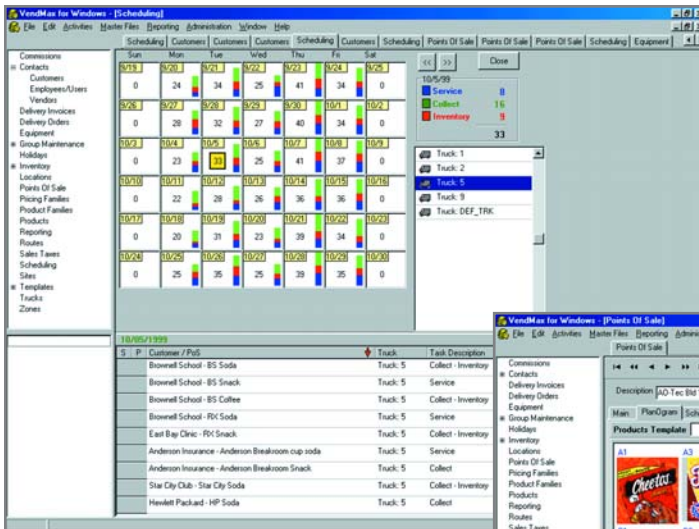 VendMax for Windows - [Scheduling]
File Edit Activities Master Files Reporting Administration Window Help
Scheduling Customers Customers Customers Scheduling Customers Scheduling Points Of Sale Points Of Sale Points Of Sale Scheduling Equipment
Commissions
Contacts
Customers
Employees/Users
Vendors
Delivery Invoices
Delivery Orders
Equipment
Group Maintenance
Holidays
Inventory
Locations
Points Of Sale
Pricing Families
Product Families
Products
Reporting
Routes
Sales Taxes
Scheduling
Sites
Templates
Trucks
Zones
Sun Mon Tue Wed Thu Fri Sat
9/19 9/20 9/21 9/22 9/23 9/24 9/25
0 24 34 25 41 34 0
9/26 9/27 9/28 9/29 9/30 10/1 10/2
0 28 32 27 40 34 0
10/3 10/4 10/5 10/6 10/7 10/8 10/9
0 23 33 25 41 37 0
10/10 10/11 10/12 10/13 10/14 10/15 10/16
0 22 28 26 36 36 0
10/17 10/18 10/19 10/20 10/21 10/22 10/23
0 20 31 23 39 34 0
10/24 10/25 10/26 10/27 10/28 10/29 10/30
0 25 35 25 39 35 0
<< >> Close
10/5/99
Service 8
Collect 16
Inventory 9
33
Truck: 1
Truck: 2
Truck: 5
Truck: 9
Truck: DEF_TRK
10/05/1999
S P Customer / PoS Truck Task Description
Brownell School - BS Soda Truck: 5 Collect - Inventory
Brownell School - BS Snack Truck: 5 Service
Brownell School - BS Coffee Truck: 5 Collect - Inventory
Brownell School - RX Soda Truck: 5 Service
East Bay Clinic - RX Snack Truck: 5 Collect - Inventory
Anderson Insurance - Anderson Breakroom cup soda Truck: 5 Service
Anderson Insurance - Anderson Breakroom Snack Truck: 5 Collect
Star City Club - Star City Soda Truck: 5 Collect - Inventory
Hewlett Packard - HP Soda Truck: 5 Collect
VendMax for Windows - [Points Of Sale]
File Edit Activities Master Files Reporting
Points Of Sale
Commissions
Contacts
Delivery Invoices
Delivery Orders
Equipment
Group Maintenance
Holidays
Inventory
Locations
Points Of Sale
Pricing Families
Product Families
Products
Reporting
Routes
Sales Taxes
Description AO-Tec Bld
Main PlanOgram
Products Template
A1 A3
Cheetos